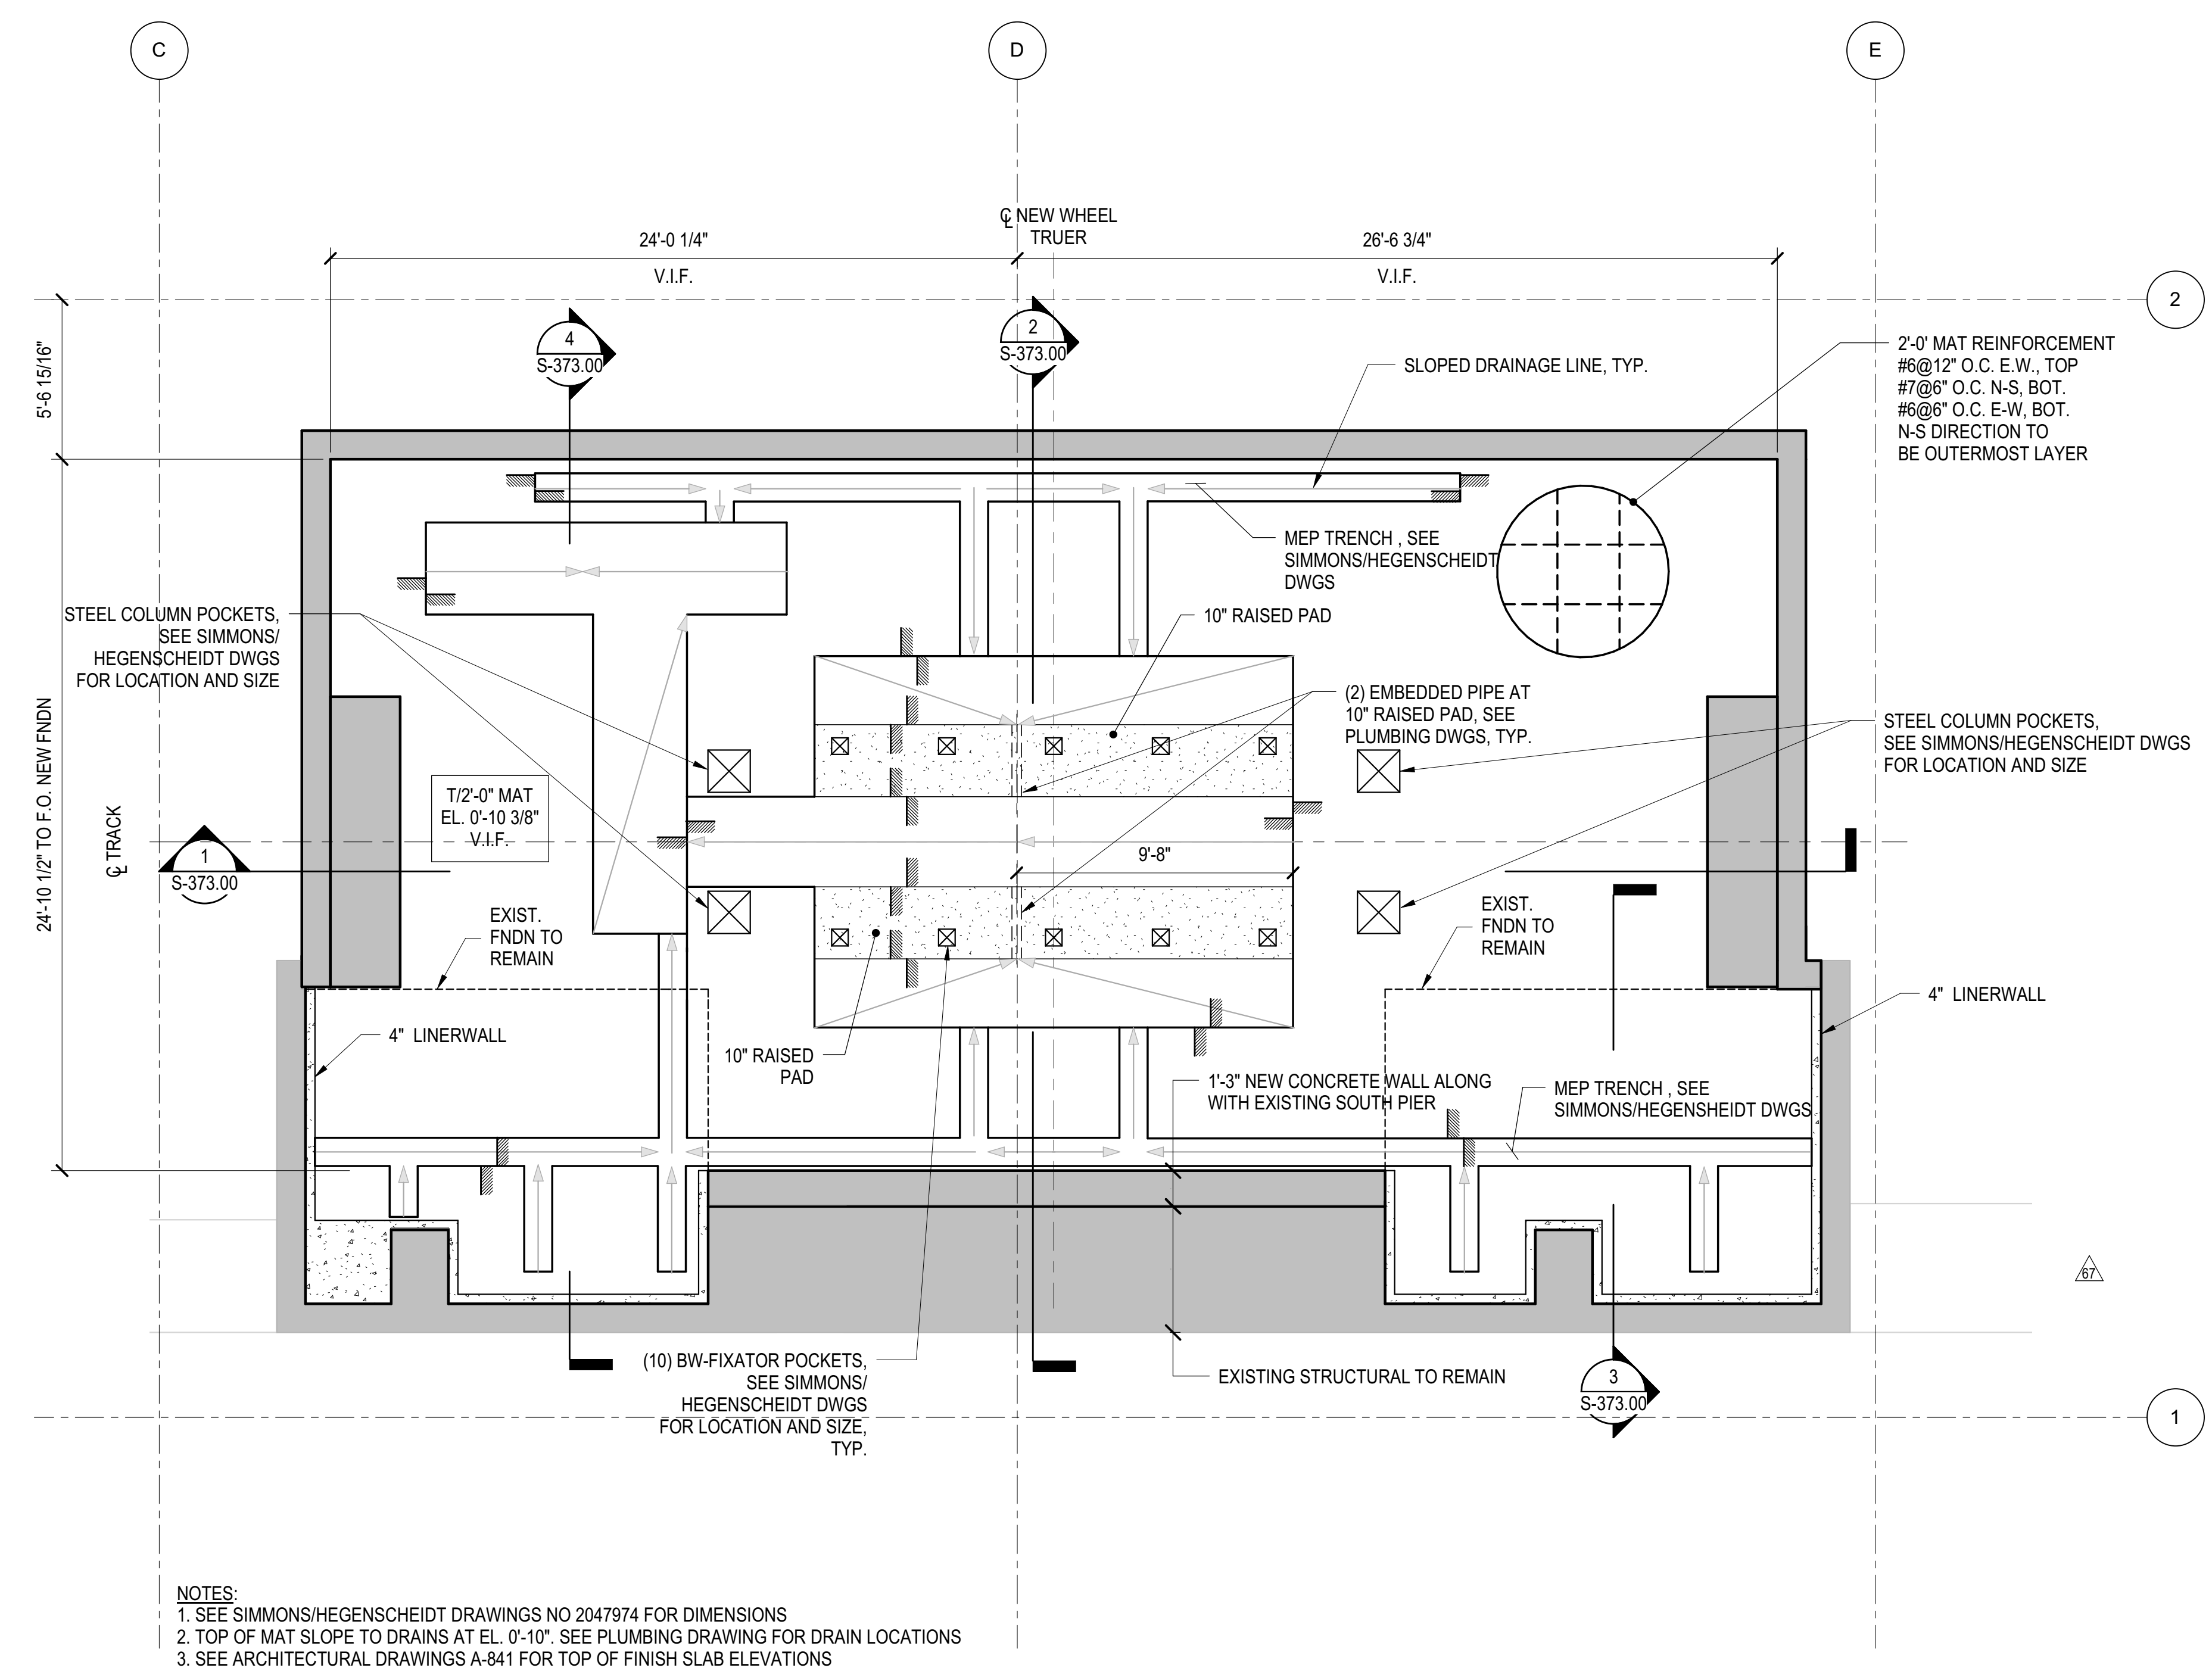 C
D
E
℄ NEW WHEEL
TRUER
24'-0 1/4"
V.I.F.
26'-6 3/4"
V.I.F.
2
5'-6 15/16"
4
S-373.00
2
S-373.00
SLOPED DRAINAGE LINE, TYP.
2'-0' MAT REINFORCEMENT
#6@12" O.C. E.W., TOP
#7@6" O.C. N-S, BOT.
#6@6" O.C. E-W, BOT.
N-S DIRECTION TO
BE OUTERMOST LAYER
MEP TRENCH , SEE
SIMMONS/HEGENSCHEIDT
DWGS
STEEL COLUMN POCKETS,
SEE SIMMONS/
HEGENSCHEIDT DWGS
FOR LOCATION AND SIZE
10" RAISED PAD
(2) EMBEDDED PIPE AT
10" RAISED PAD, SEE
PLUMBING DWGS, TYP.
STEEL COLUMN POCKETS,
SEE SIMMONS/HEGENSCHEIDT DWGS
FOR LOCATION AND SIZE
24'-10 1/2" TO F.O. NEW FNDN
℄ TRACK
T/2'-0" MAT
EL. 0'-10 3/8"
V.I.F.
1
S-373.00
9'-8"
EXIST.
FNDN TO
REMAIN
EXIST.
FNDN TO
REMAIN
4" LINERWALL
4" LINERWALL
10" RAISED
PAD
1'-3" NEW CONCRETE WALL ALONG
WITH EXISTING SOUTH PIER
MEP TRENCH , SEE
SIMMONS/HEGENSHEIDT DWGS
67
(10) BW-FIXATOR POCKETS,
SEE SIMMONS/
HEGENSCHEIDT DWGS
FOR LOCATION AND SIZE,
TYP.
EXISTING STRUCTURAL TO REMAIN
3
S-373.00
1
NOTES:
1. SEE SIMMONS/HEGENSCHEIDT DRAWINGS NO 2047974 FOR DIMENSIONS
2. TOP OF MAT SLOPE TO DRAINS AT EL. 0'-10". SEE PLUMBING DRAWING FOR DRAIN LOCATIONS
3. SEE ARCHITECTURAL DRAWINGS A-841 FOR TOP OF FINISH SLAB ELEVATIONS